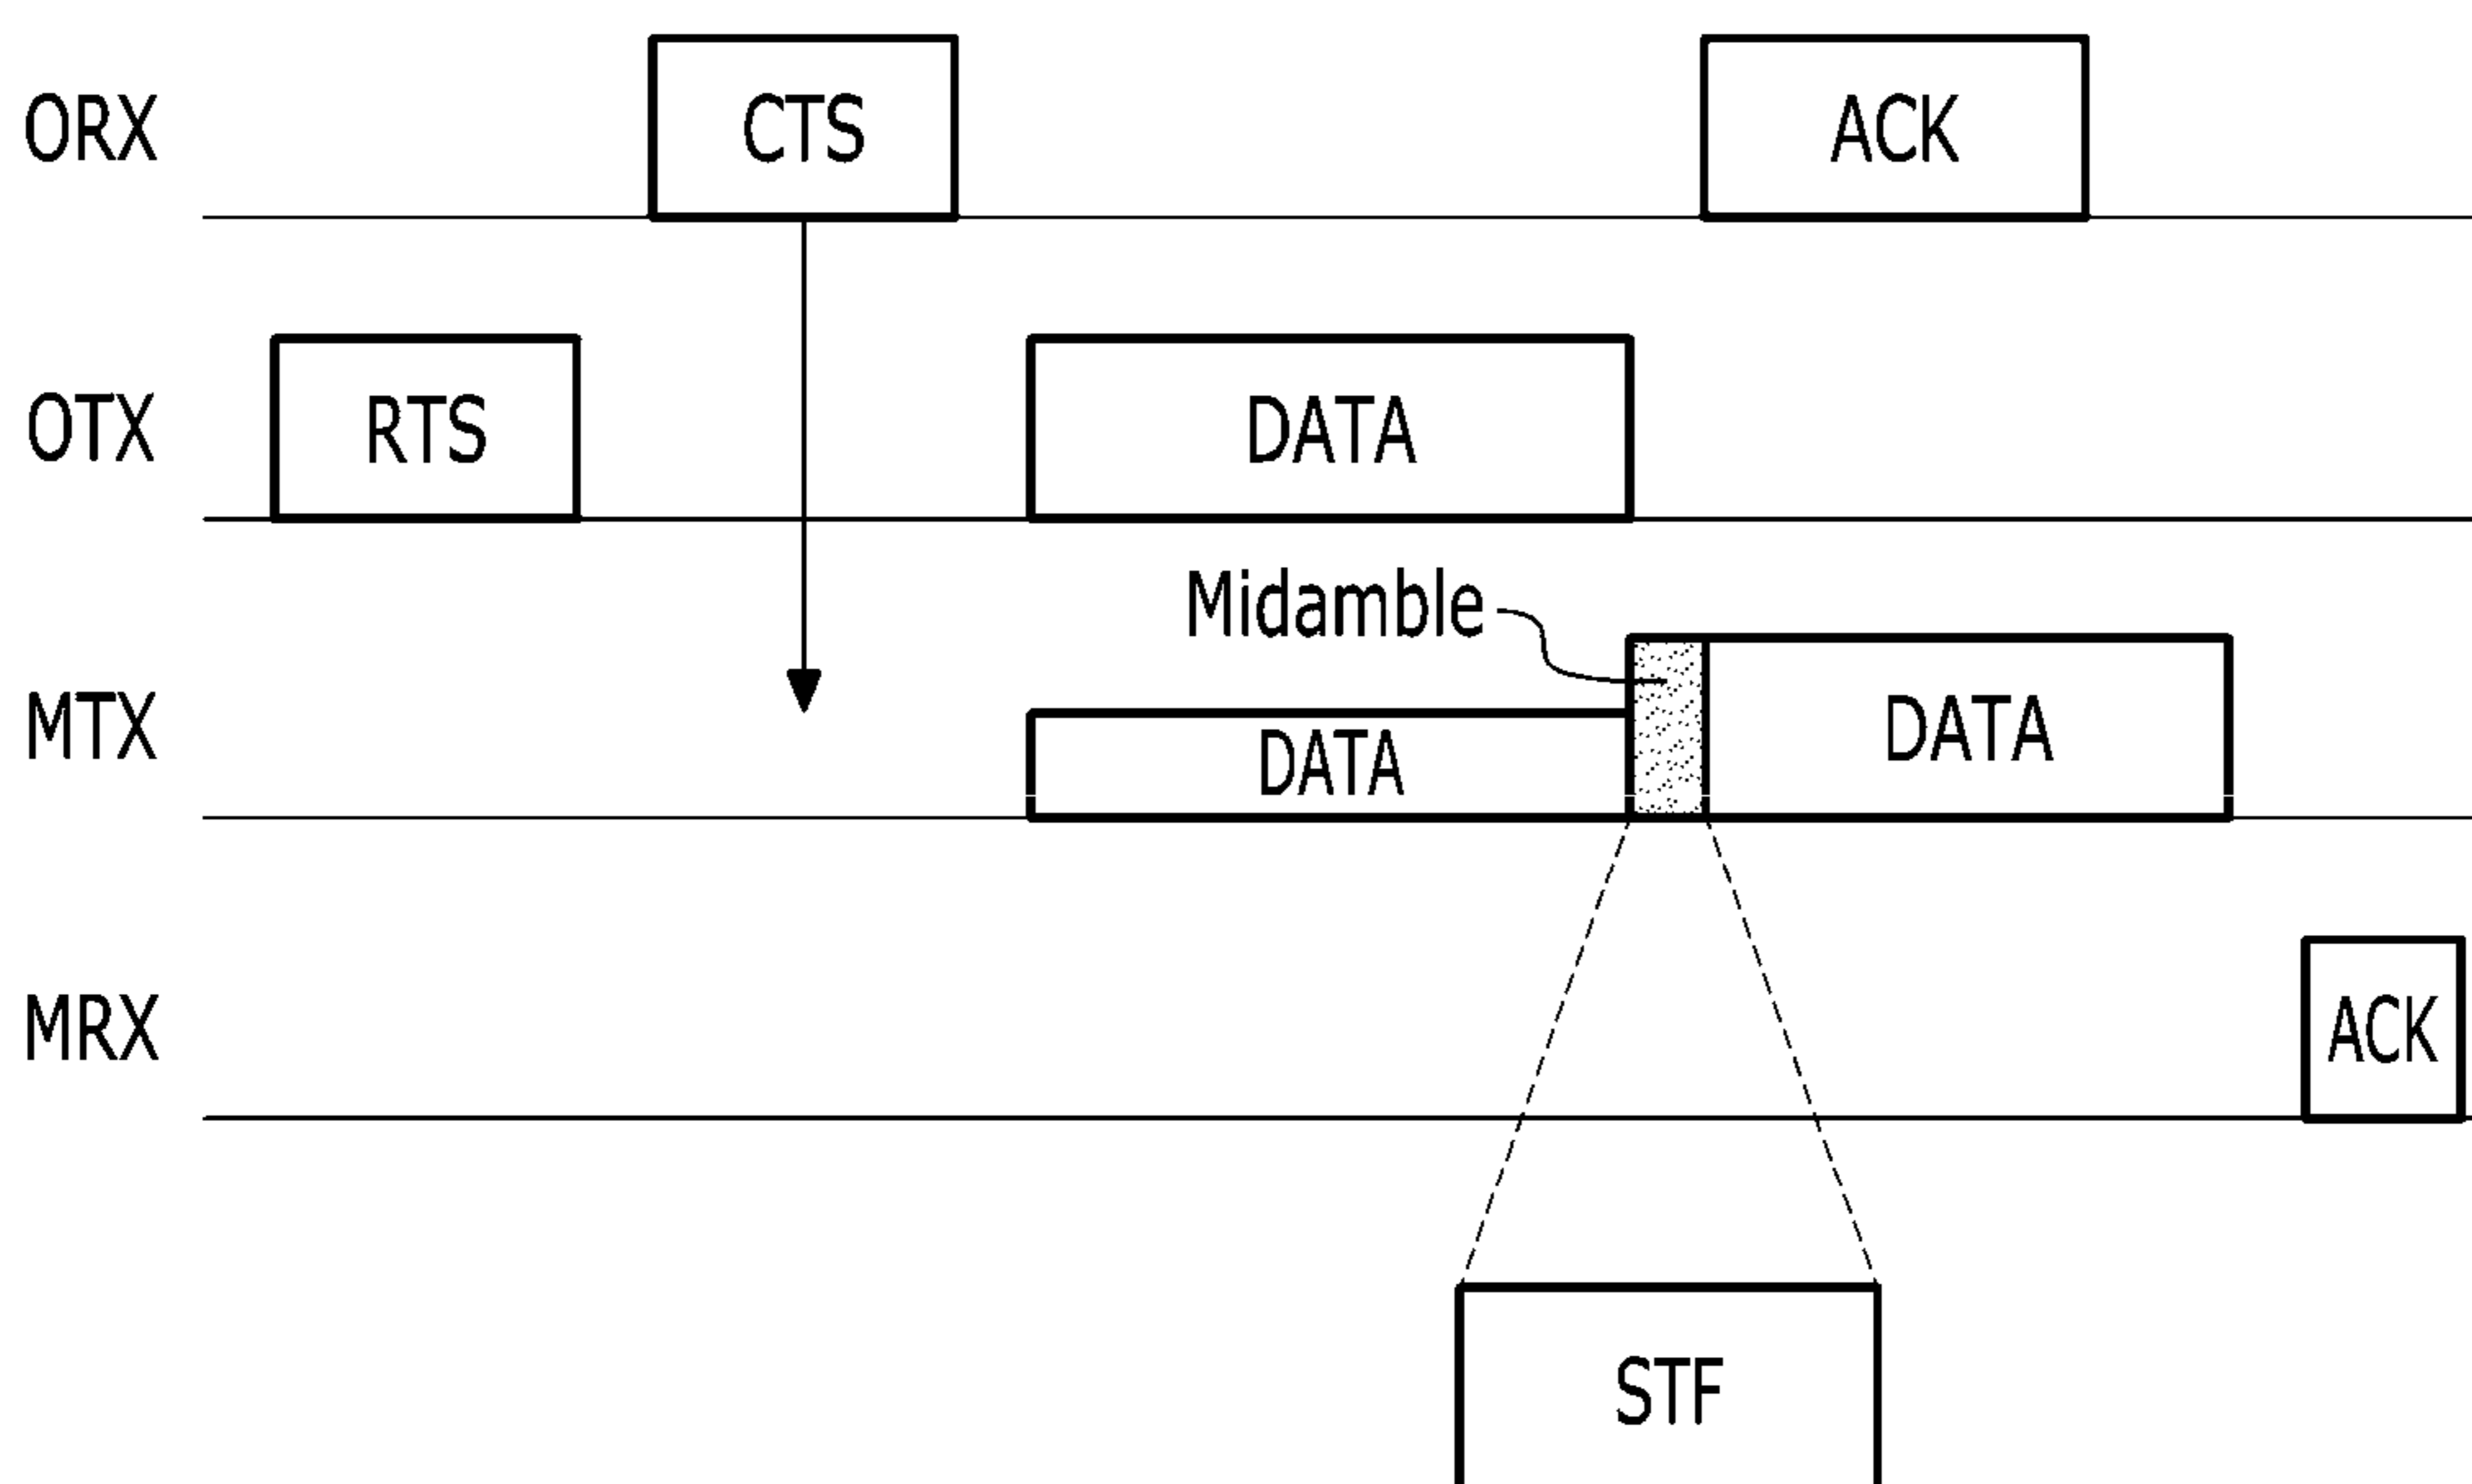 ORX
CTS
ACK
OTX
RTS
DATA
Midamble
MTX
DATA
DATA
MRX
ACK
STF